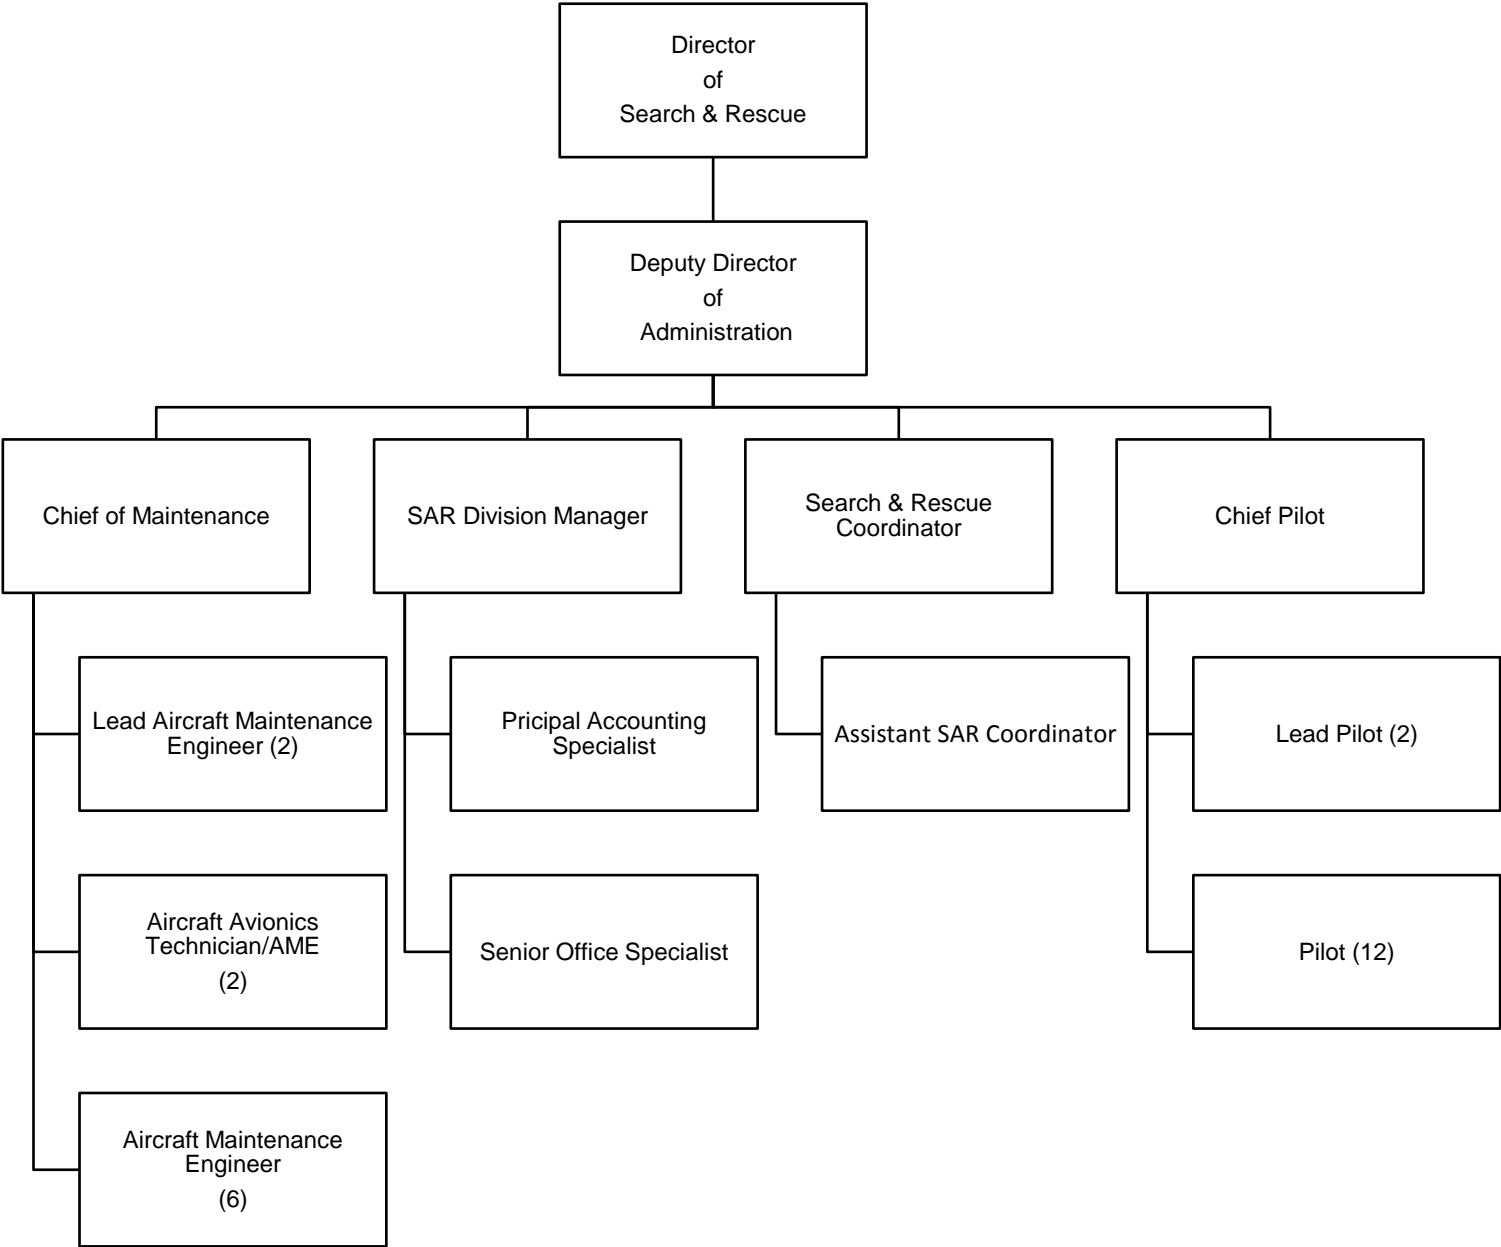 Director
of
Search & Rescue
Deputy Director
of
Administration
Chief of Maintenance
SAR Division Manager
Search & Rescue
Coordinator
Chief Pilot
Lead Aircraft Maintenance
Engineer (2)
Pricipal Accounting
Specialist
Assistant SAR Coordinator
Lead Pilot (2)
Aircraft Avionics
Technician/AME
(2)
Senior Office Specialist
Pilot (12)
Aircraft Maintenance
Engineer
(6)